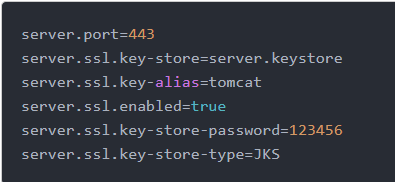 server.port=443
server.ssl.key-store=server.keystore
server.ssl.key-alias=tomcat
server.ssl.enabled=true
server.ssl.key-store-password=123456
server.ssl.key-store-type=JKS